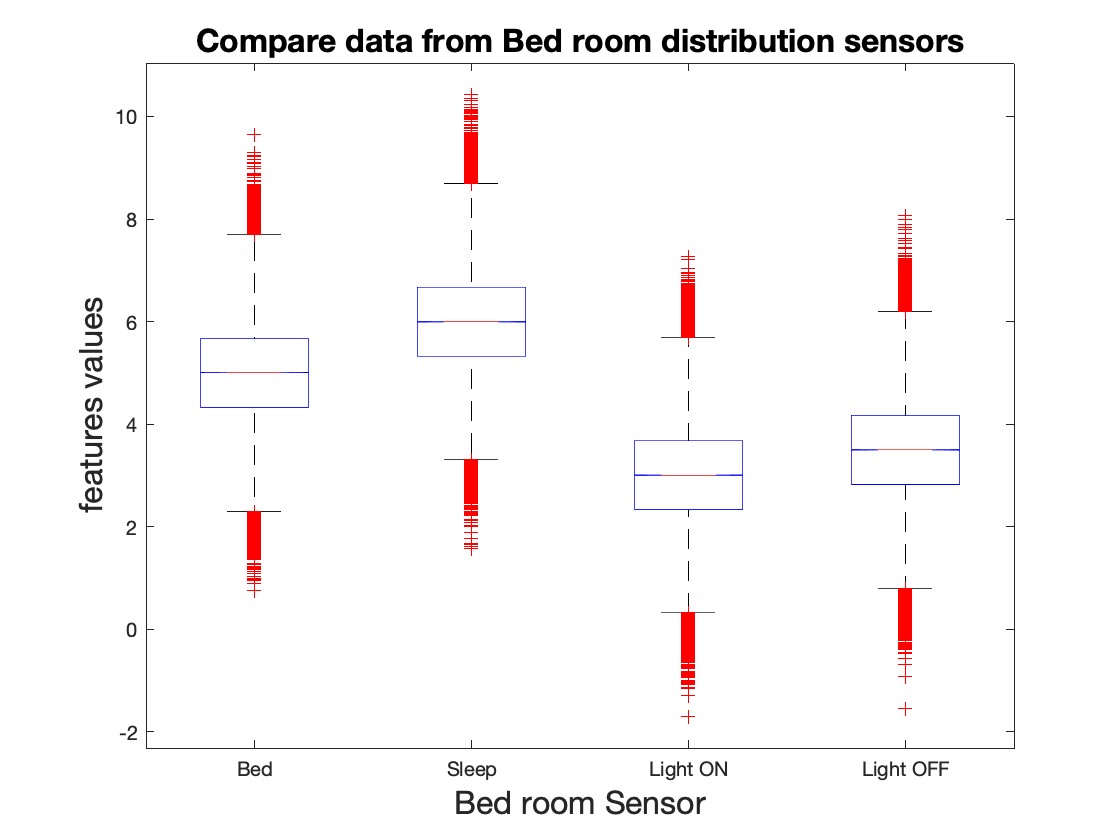 Compare data from Bed room distribution sensors
features values
10
8
6
4
2
0
-2
Bed Sleep Light ON Light OFF
Bed room Sensor